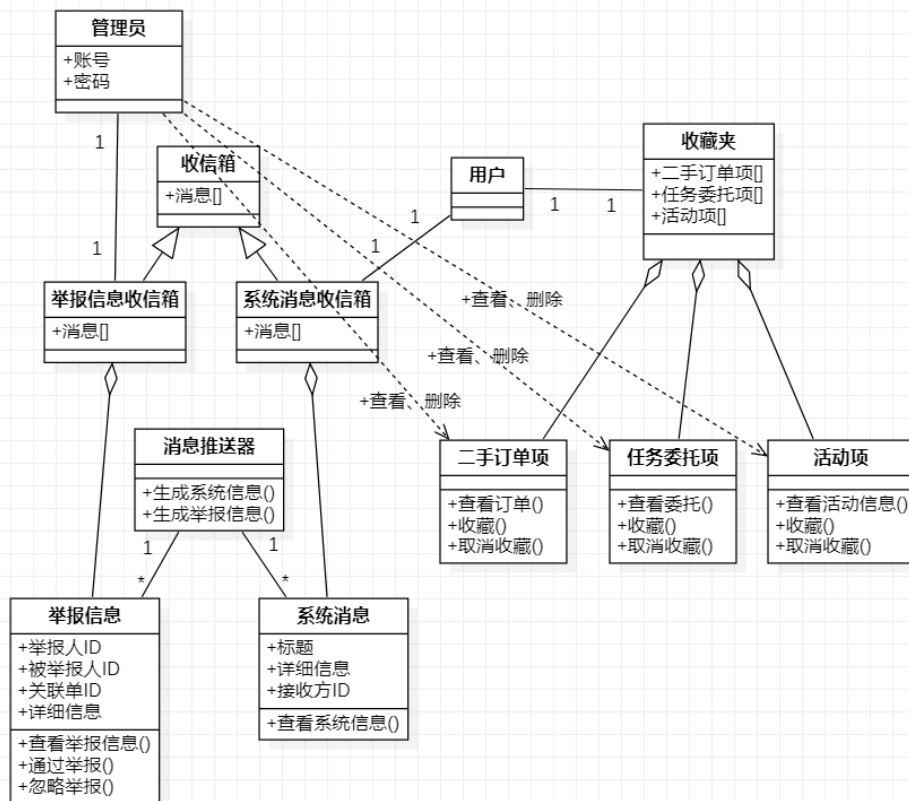 管理员
+账号
+密码
1
1
收信箱
+消息[]
用户
1
1
收藏夹
+二手订单项[]
+任务委托项[]
+活动项[]
1
1
举报信息收信箱
+消息[]
系统消息收信箱
+消息[]
+查看、删除
+查看、删除
+查看、删除
消息推送器
+生成系统信息()
+生成举报信息()
1
1
*
*
二手订单项
+查看订单()
+收藏()
+取消收藏()
任务委托项
+查看委托()
+收藏()
+取消收藏()
活动项
+查看活动信息()
+收藏()
+取消收藏()
举报信息
+举报人ID
+被举报人ID
+关联单ID
+详细信息
+查看举报信息()
+通过举报()
+忽略举报()
系统消息
+标题
+详细信息
+接收方ID
+查看系统信息()